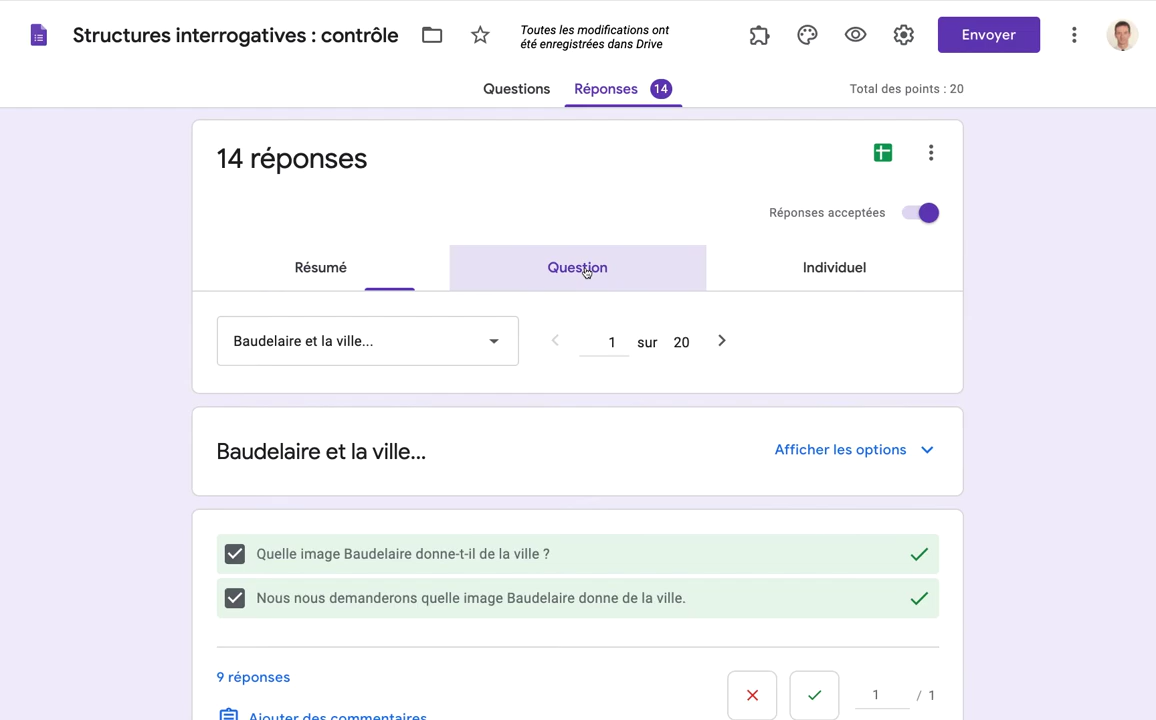 Structures interrogatives : contrôle
Toutes les modifications ont
été enregistrées dans Drive
Envoyer
Questions
Réponses 14
Total des points : 20
14 réponses
Réponses acceptées
Résumé
Question
Individuel
Baudelaire et la ville...
1 sur 20
Baudelaire et la ville...
Afficher les options
Quelle image Baudelaire donne-t-il de la ville ?
Nous nous demanderons quelle image Baudelaire donne de la ville.
9 réponses
1 / 1
Ajouter des commentaires